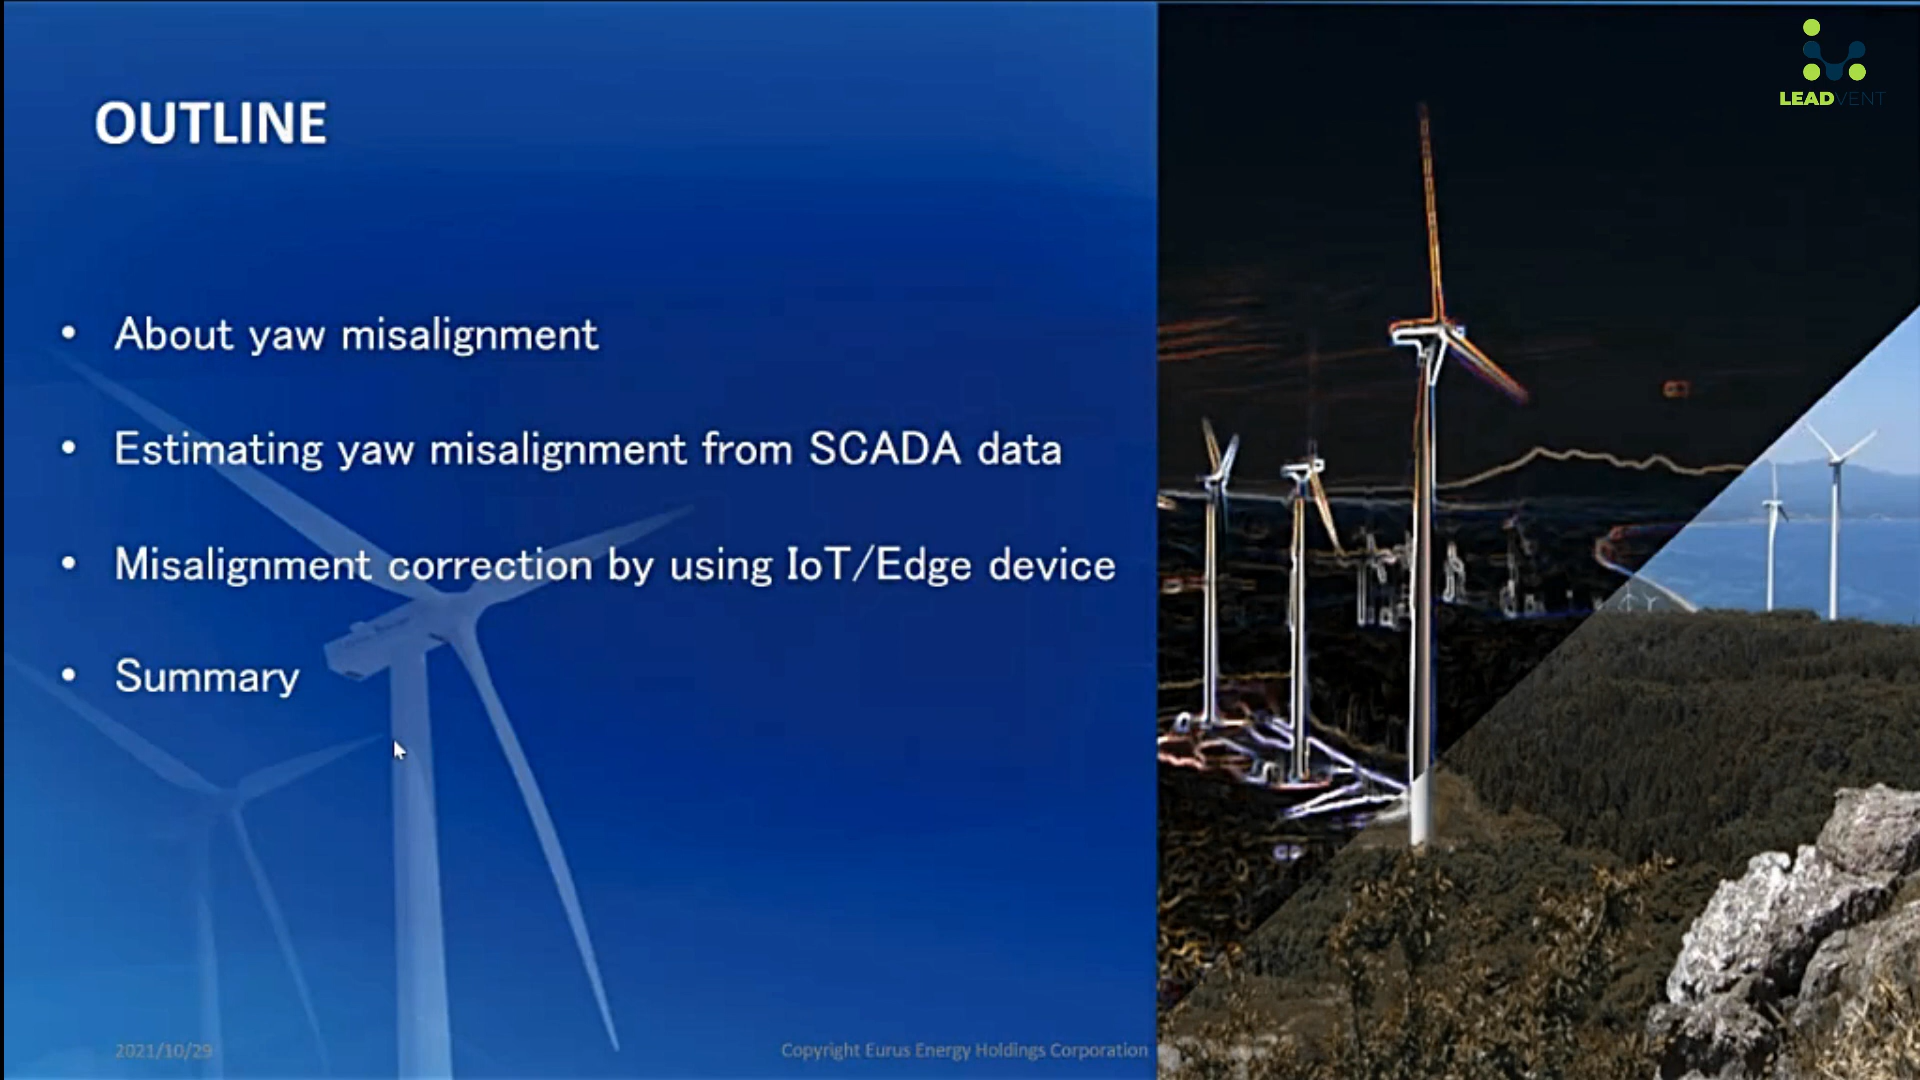 OUTLINE
• About yaw misalignment
• Estimating yaw misalignment from SCADA data
• Misalignment correction by using IoT/Edge device
• Summary
2021/10/29
Copyright Eurus Energy Holdings Corporation
LEADVENT